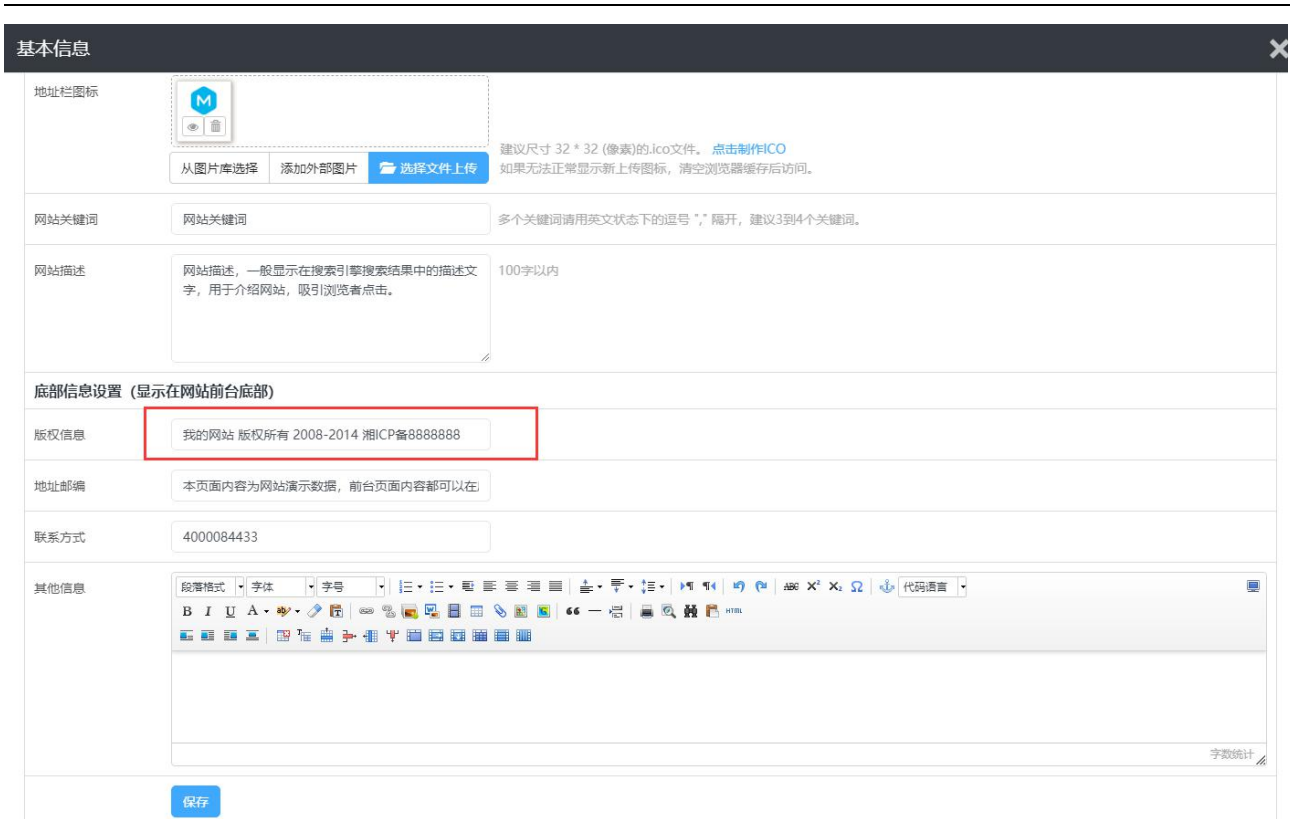 基本信息
地址栏图标
从图片库选择 添加外部图片 选择文件上传
建议尺寸 32 * 32 (像素)的.ico文件。 点击制作ICO
如果无法正常显示新上传图标，清空浏览器缓存后访问。
网站关键词 网站关键词 多个关键词请用英文状态下的逗号 "," 隔开，建议3到4个关键词。
网站描述 网站描述，一般显示在搜索引擎搜索结果中的描述文 100字以内
字，用于介绍网站，吸引浏览者点击。
底部信息设置（显示在网站前台底部）
版权信息 我的网站 版权所有 2008-2014 湘ICP备8888888
地址邮编 本页面内容为网站演示数据，前台页面内容都可以在
联系方式 4000084433
其他信息 段落格式 字体 字号 ABC X² X₂ Ω 代码语言
B I U A ab 66 HTML
字数统计
保存